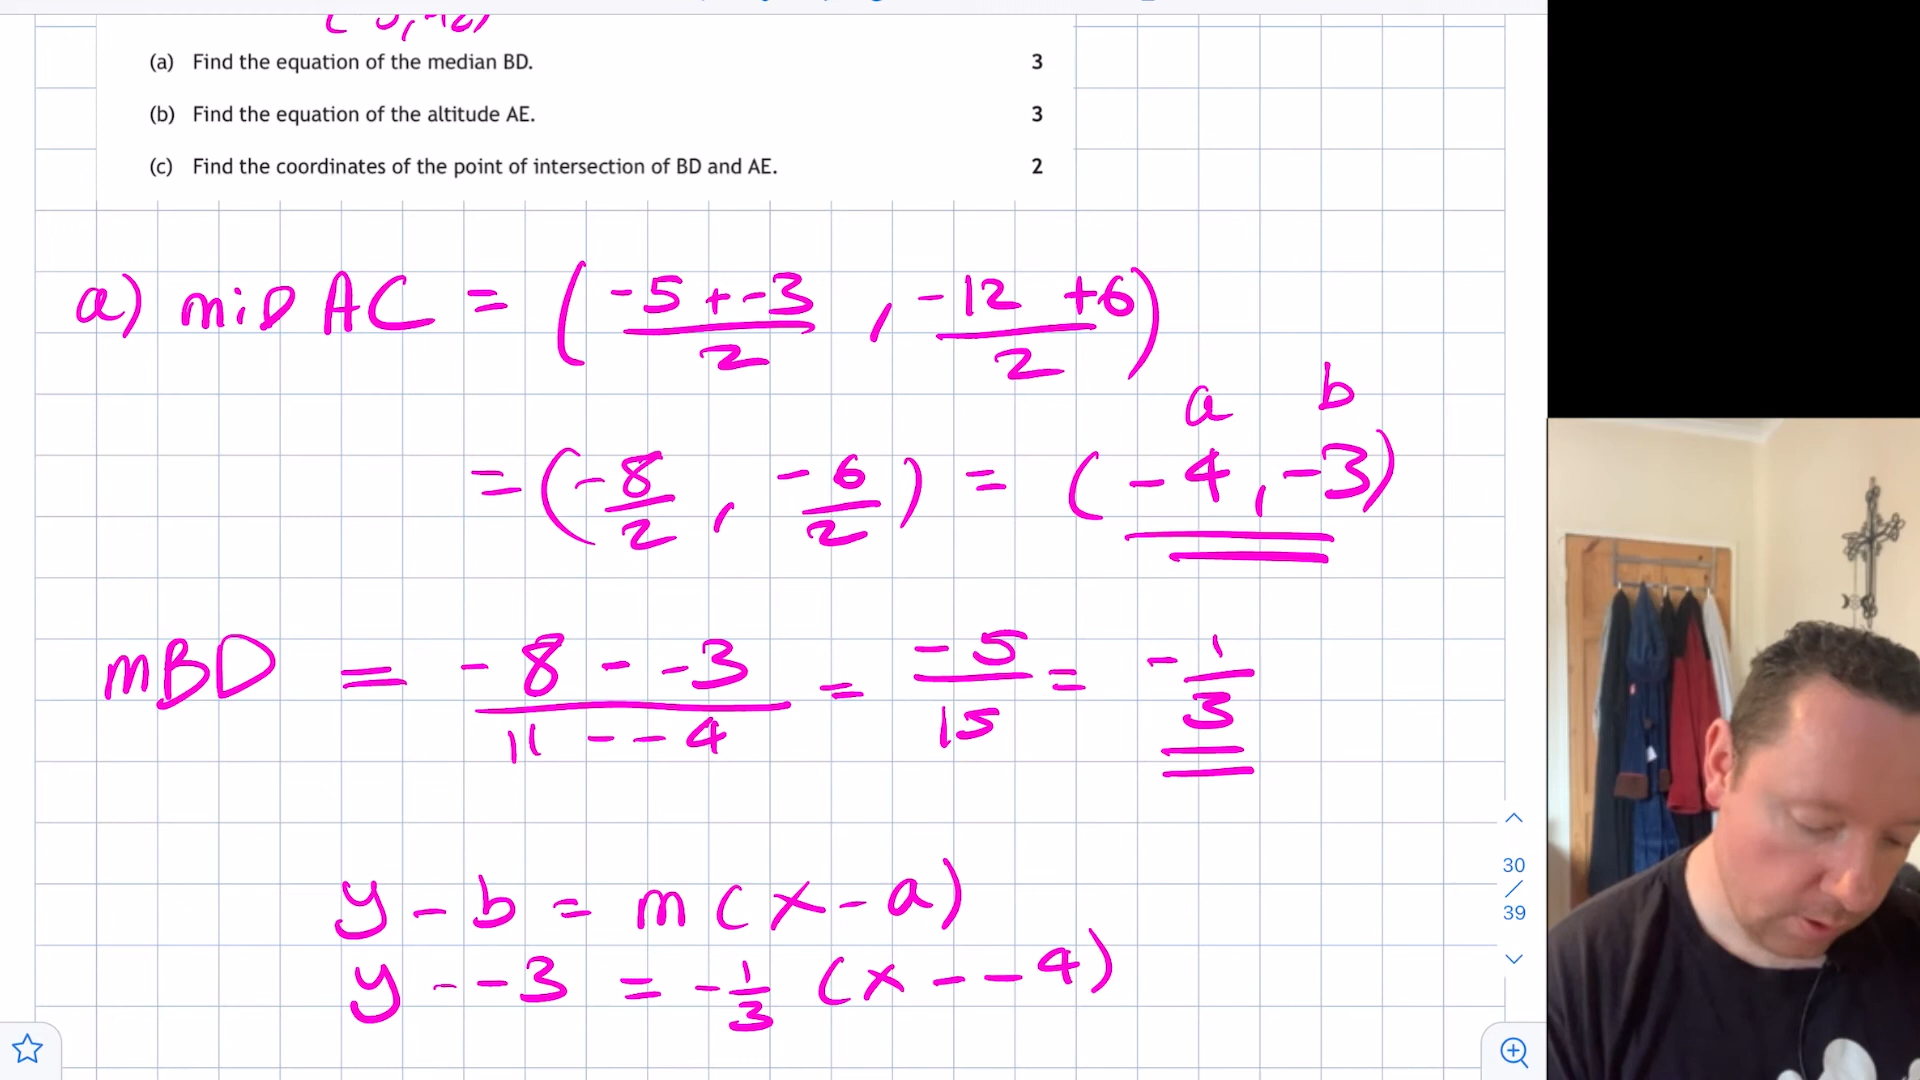 (a) Find the equation of the median BD. 3
(b) Find the equation of the altitude AE. 3
(c) Find the coordinates of the point of intersection of BD and AE. 2
a) miD AC = (-5 + -3 / 2 , -12 + 6 / 2)
a b
= (-8/2 , -6/2) = (-4, -3)
mBD = -8 - -3 / 11 - -4 = -5/15 = -1/3
y - b = m(x - a)
y - -3 = -1/3 (x - -4)
30
/
39